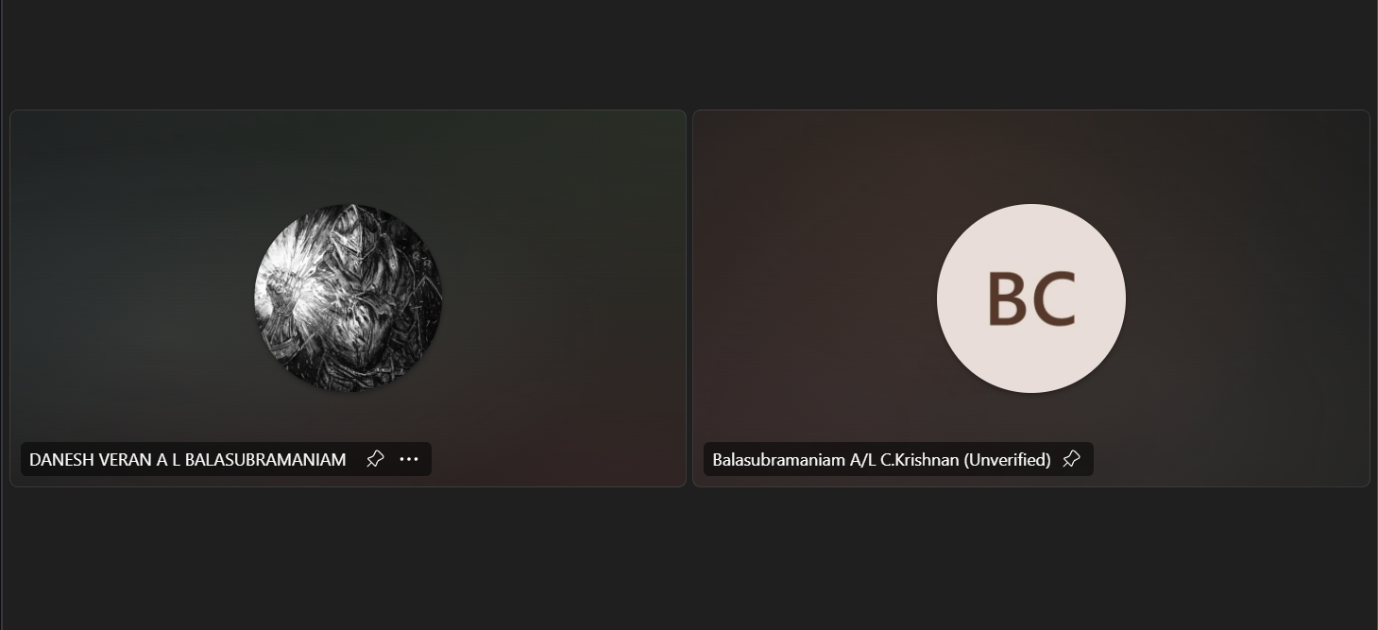 BC
DANESH VERAN A L BALASUBRAMANIAM
Balasubramaniam A/L C.Krishnan (Unverified)